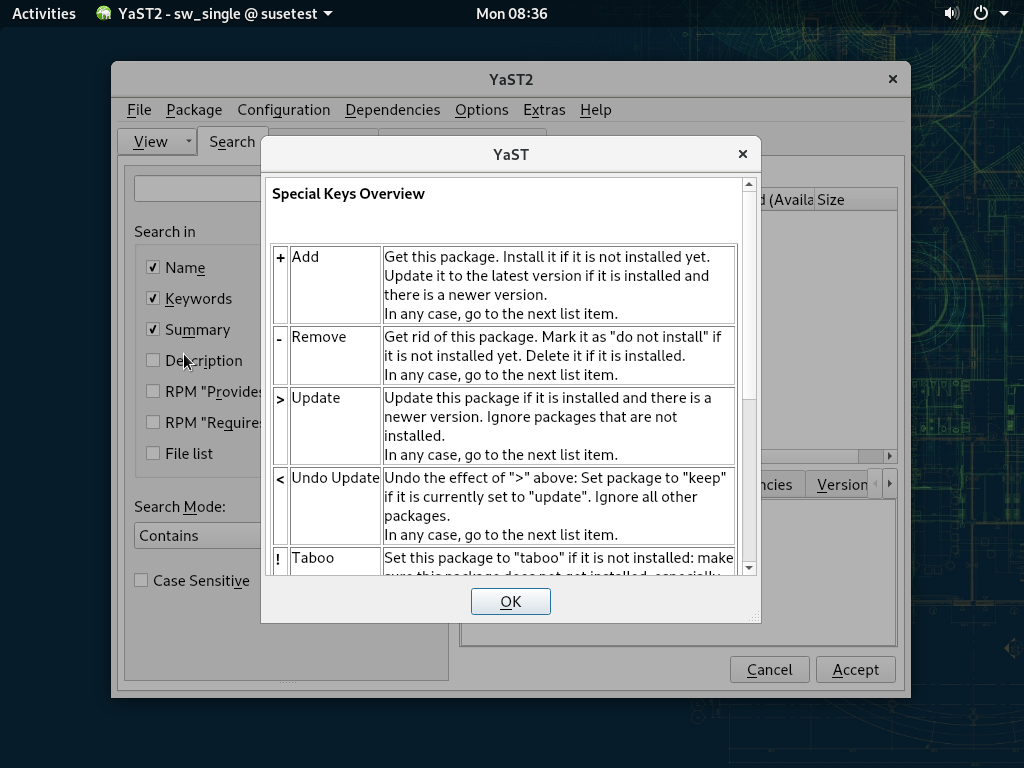 Activities YaST2 - sw_single @ susetest Mon 08:36
YaST2
File Package Configuration Dependencies Options Extras Help
View Search
YaST
Special Keys Overview
d (Availa Size
Search in
Name
Keywords
Summary
Description
RPM "Provides
RPM "Requires
File list
Search Mode:
Contains
Case Sensitive
+ Add Get this package. Install it if it is not installed yet.
Update it to the latest version if it is installed and
there is a newer version.
In any case, go to the next list item.
- Remove Get rid of this package. Mark it as "do not install" if
it is not installed yet. Delete it if it is installed.
In any case, go to the next list item.
> Update Update this package if it is installed and there is a
newer version. Ignore packages that are not
installed.
In any case, go to the next list item.
< Undo Update Undo the effect of ">" above: Set package to "keep"
if it is currently set to "update". Ignore all other
packages.
In any case, go to the next list item.
! Taboo Set this package to "taboo" if it is not installed: make
sure this package does not get installed, especially
ncies Version
OK
Cancel Accept